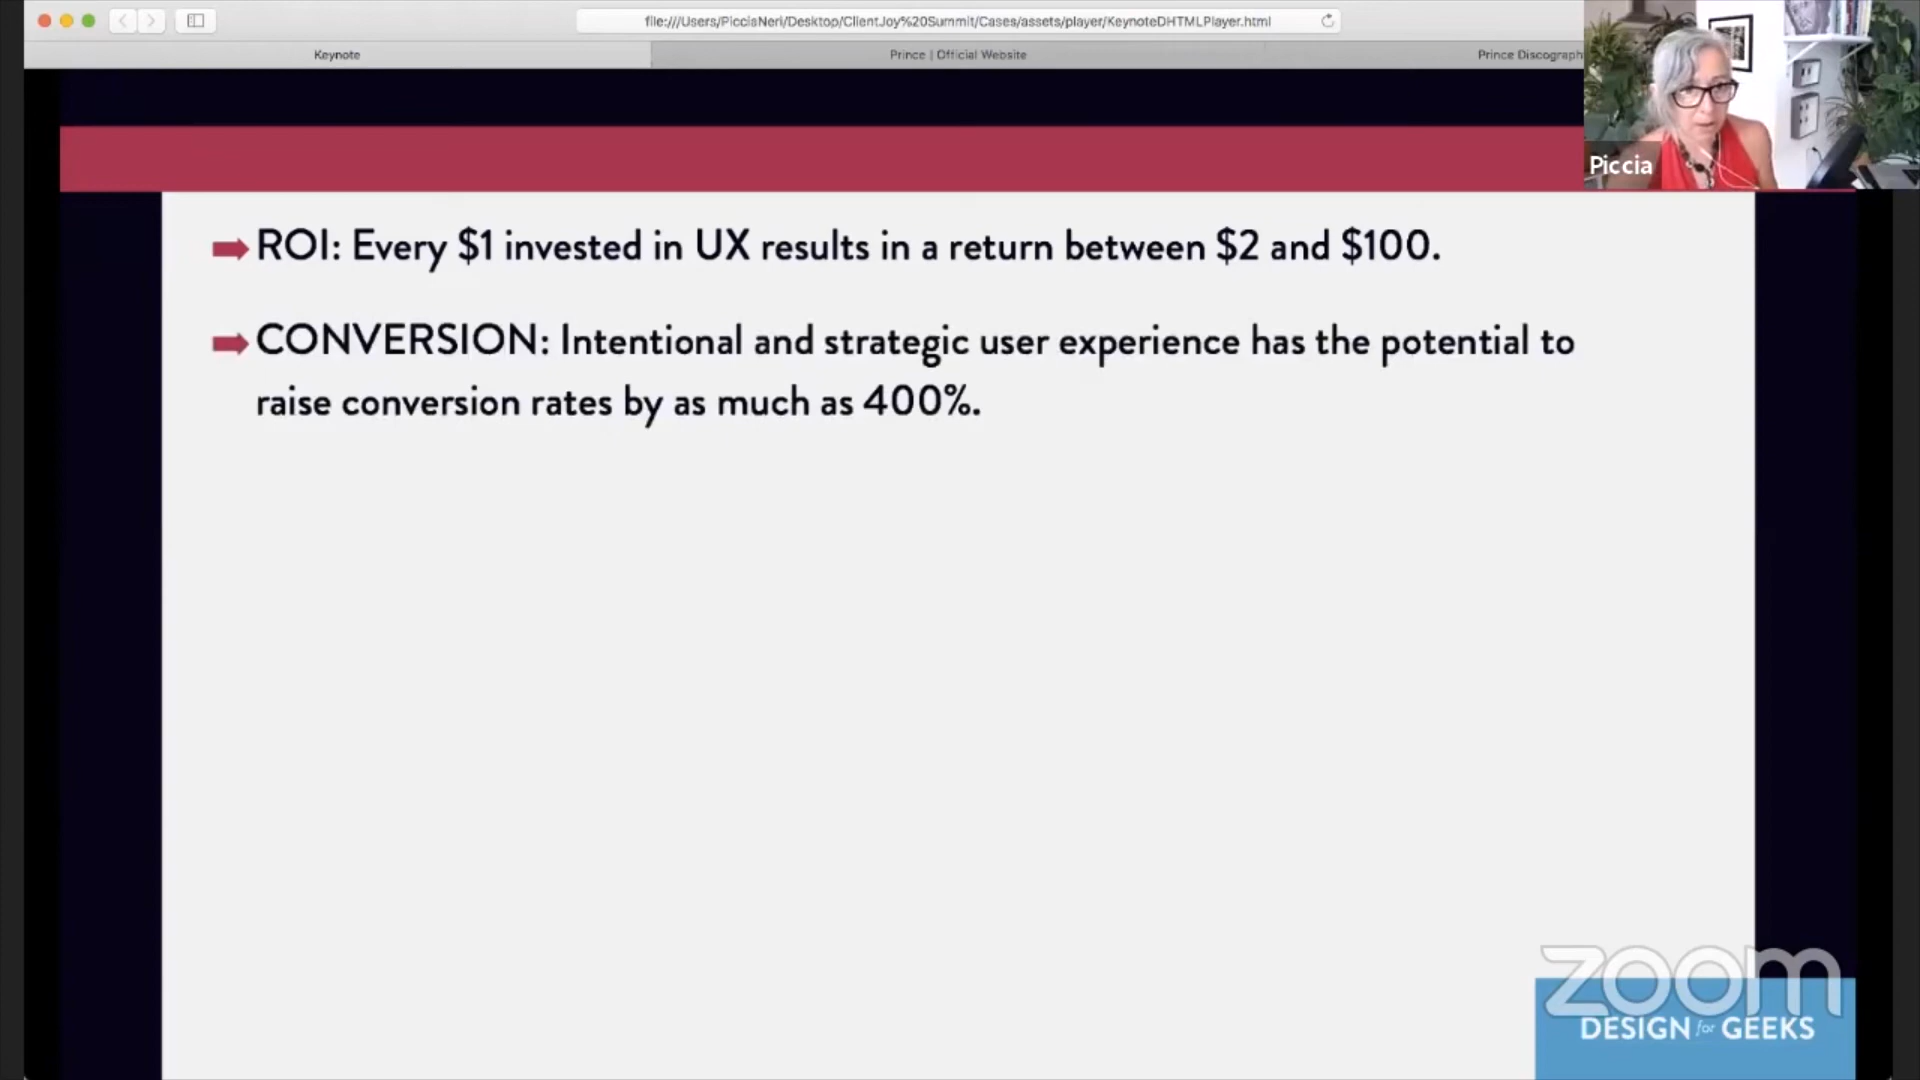 file:///Users/PicciaNeri/Desktop/ClientJoy%20Summit/Cases/assets/player/KeynoteDHTMLPlayer.html
Keynote
Prince | Official Website
Prince Discograph
Piccia
ROI: Every $1 invested in UX results in a return between $2 and $100.
CONVERSION: Intentional and strategic user experience has the potential to
raise conversion rates by as much as 400%.
zoom
DESIGN for GEEKS